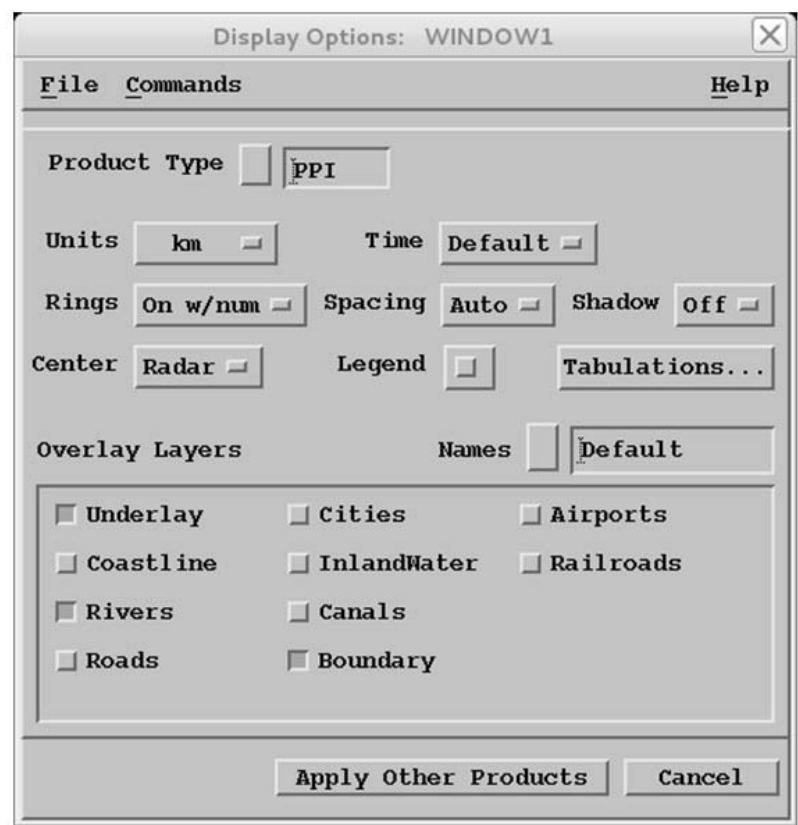 Display Options: WINDOW1
File Commands Help
Product Type PPI
Units km Time Default
Rings On w/num Spacing Auto Shadow Off
Center Radar Legend Tabulations...
Overlay Layers Names Default
Underlay Cities Airports
Coastline InlandWater Railroads
Rivers Canals
Roads Boundary
Apply Other Products Cancel